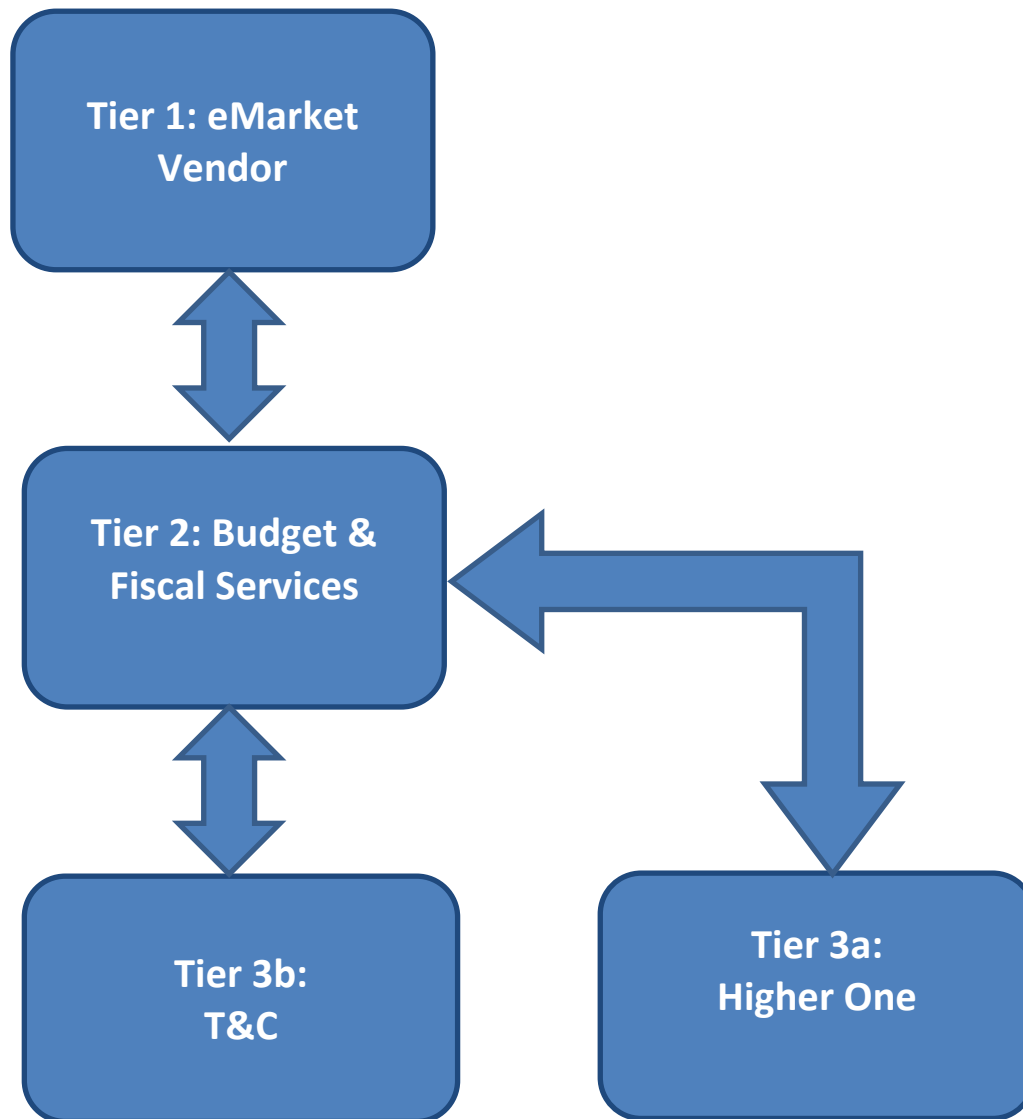 Tier 1: eMarket
Vendor
Tier 2: Budget &
Fiscal Services
Tier 3b:
T&C
Tier 3a:
Higher One